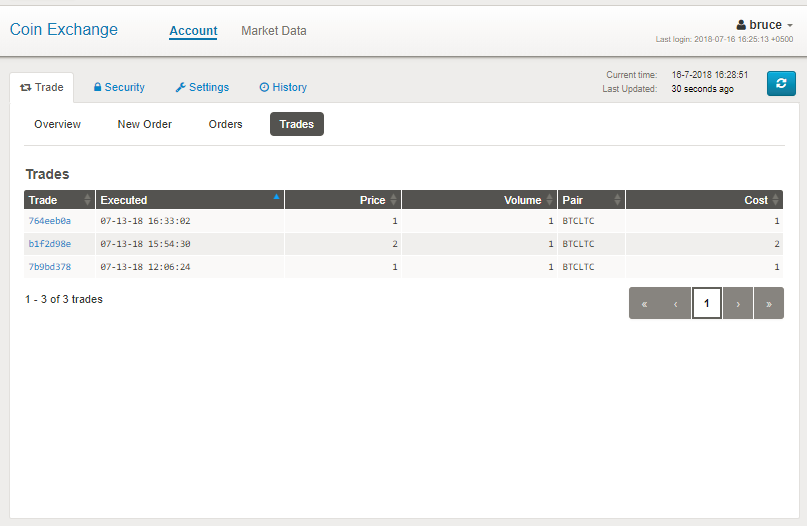 Coin Exchange Account Market Data bruce
Last login: 2018-07-16 16:25:13 +0500
Trade Security Settings History
Current time: 16-7-2018 16:28:51
Last Updated: 30 seconds ago
Overview New Order Orders Trades
Trades
Trade Executed Price Volume Pair Cost
764eeb0a 07-13-18 16:33:02 1 1 BTCLTC 1
b1f2d98e 07-13-18 15:54:30 2 1 BTCLTC 2
7b9bd378 07-13-18 12:06:24 1 1 BTCLTC 1
1 - 3 of 3 trades « ‹ 1 › »